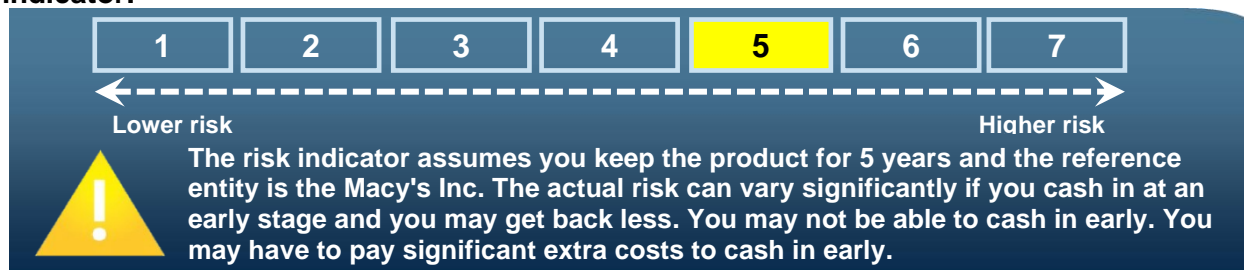 indicator:
1 2 3 4 5 6 7
Lower risk Higher risk
The risk indicator assumes you keep the product for 5 years and the reference
entity is the Macy's Inc. The actual risk can vary significantly if you cash in at an
early stage and you may get back less. You may not be able to cash in early. You
may have to pay significant extra costs to cash in early.